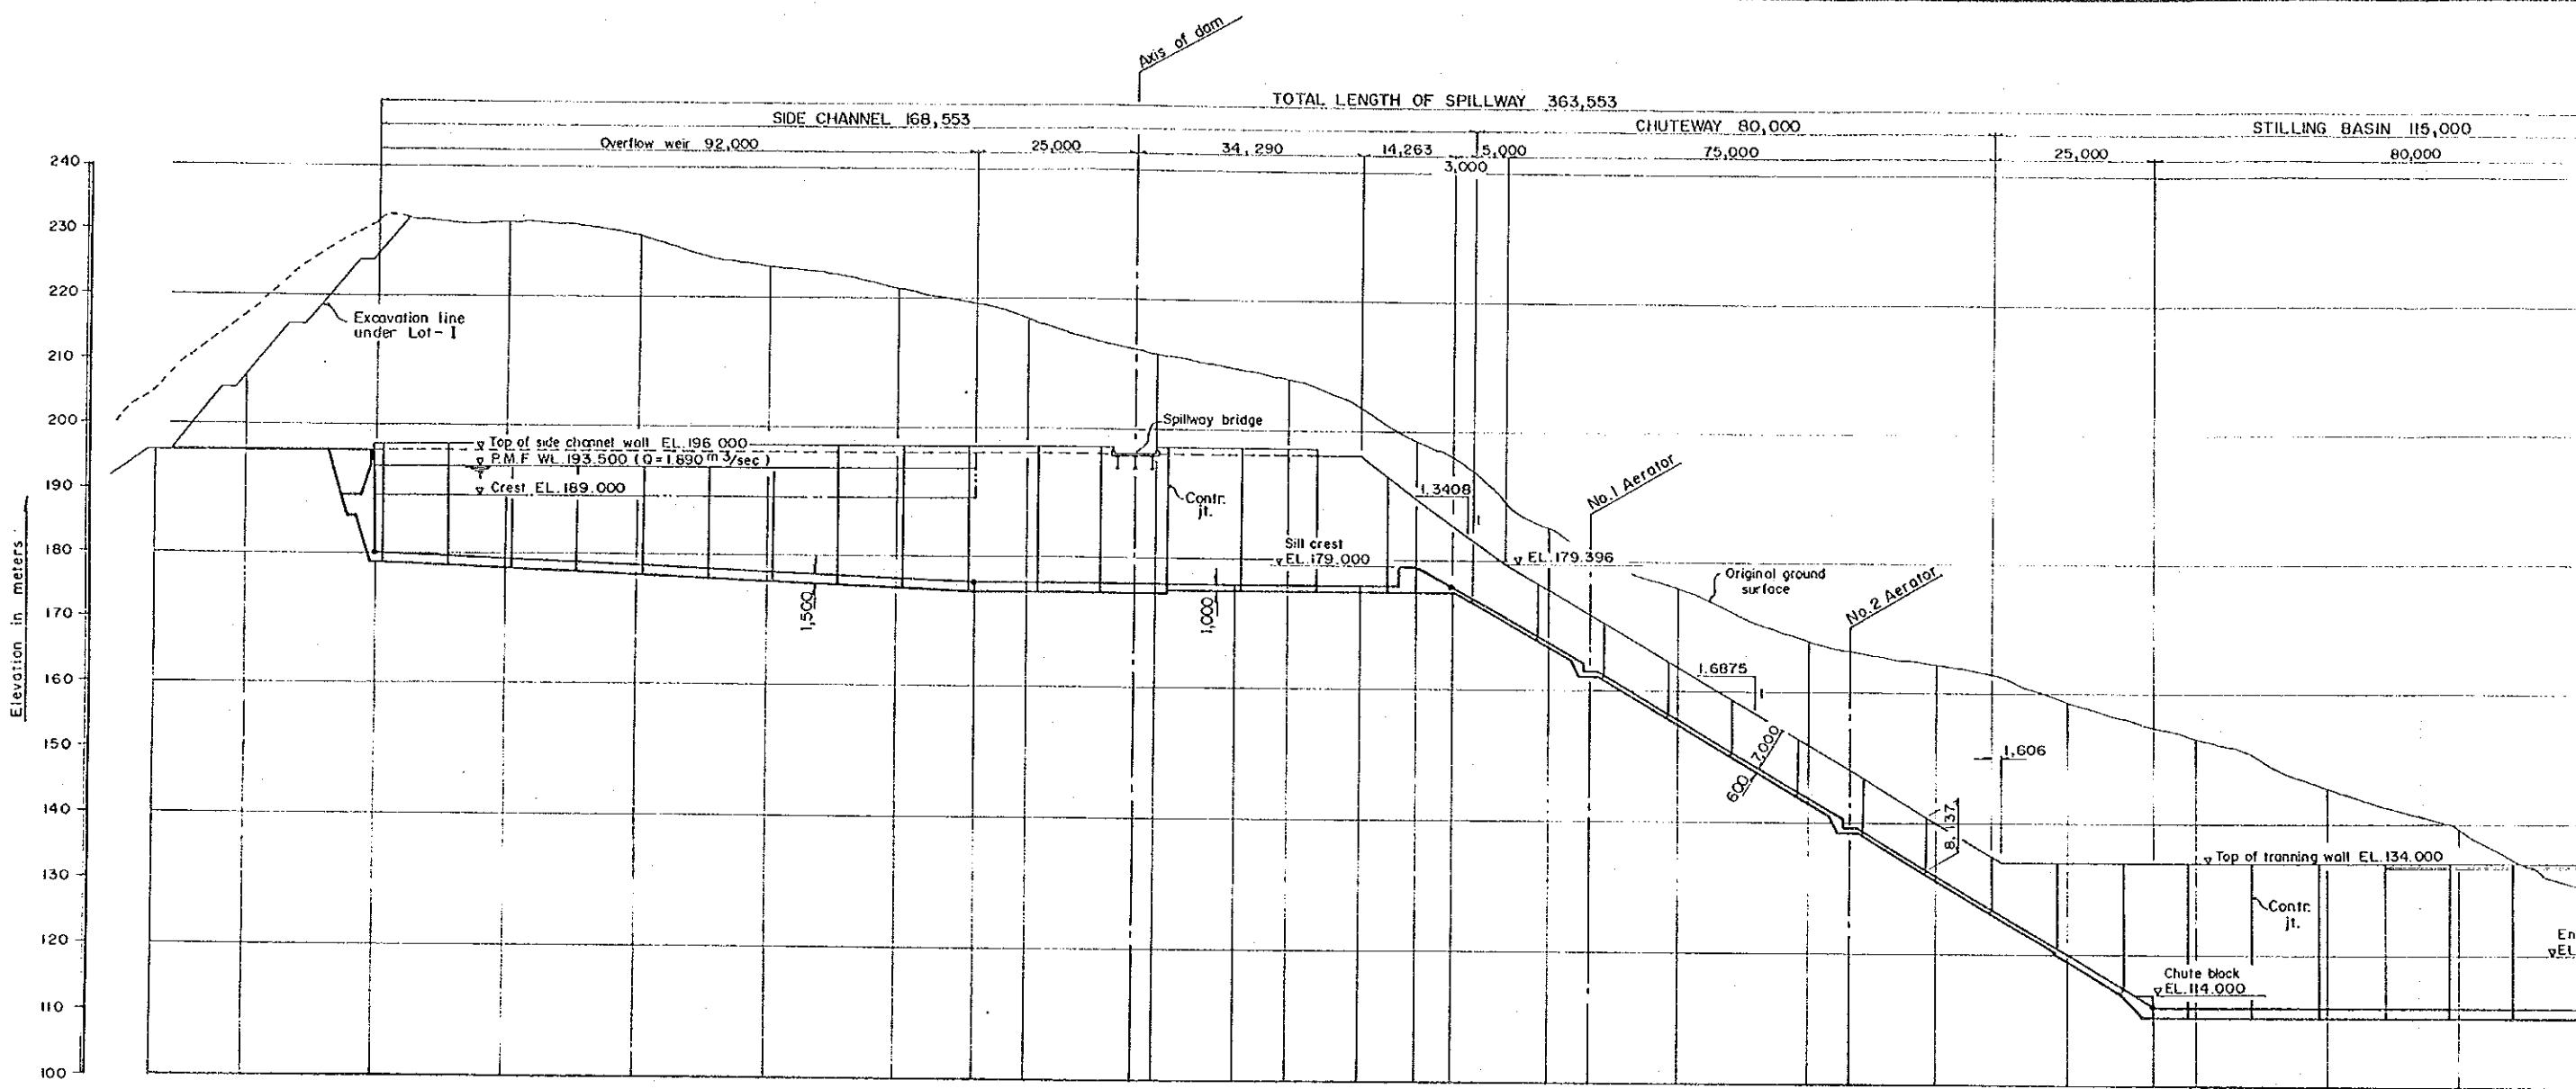 Axis of dam
TOTAL LENGTH OF SPILLWAY 363,553
SIDE CHANNEL 168,553
CHUTEWAY 80,000
STILLING BASIN 115,000
Overflow weir 92,000
25,000
34,290
14,263
3,000
5,000
75,000
25,000
80,000
Elevation in meters
240
230
220
210
200
190
180
170
160
150
140
130
120
110
100
Excavation line
under Lot-I
Top of side channel wall EL.196.000
P.M.F. WL.193.500 (Q=1,890 m³/sec)
Crest EL.189.000
Spillway bridge
Contr.
jt.
Sill crest
EL.179.000
1,500
1,000
1.3408
1
EL.179.396
No.1 Aerator
Original ground
surface
No.2 Aerator
1.6875
1
7,000
600
1,606
8.137
Top of tranning wall EL.134.000
Contr.
jt.
Chute block
EL.114.000
En
EL